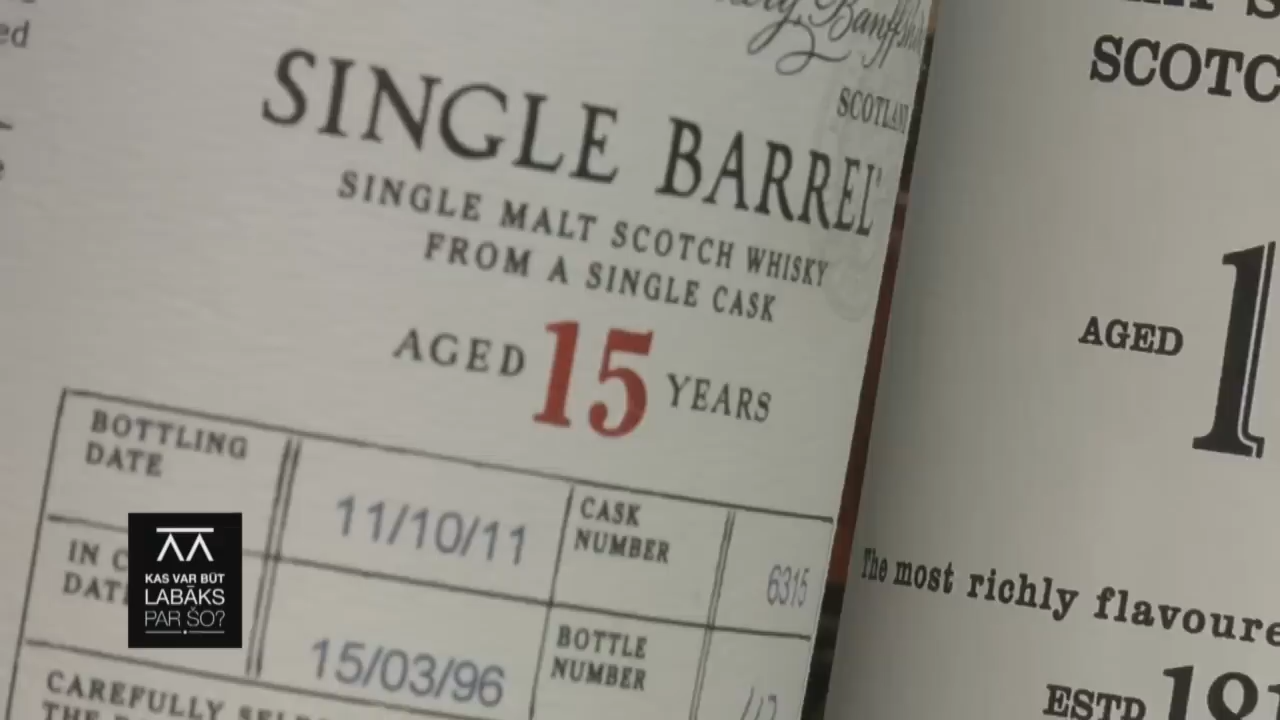 ed
SCOTLAND
SINGLE BARREL
SINGLE MALT SCOTCH WHISKY
FROM A SINGLE CASK
AGED 15 YEARS
BOTTLING
DATE
11/10/11
CASK
NUMBER
6315
IN C
DATE
15/03/96
BOTTLE
NUMBER
CAREFULLY
KAS VAR BŪT
LABĀKS
PAR ŠO?
SCOTC
AGED 1
The most richly flavoure
ESTD